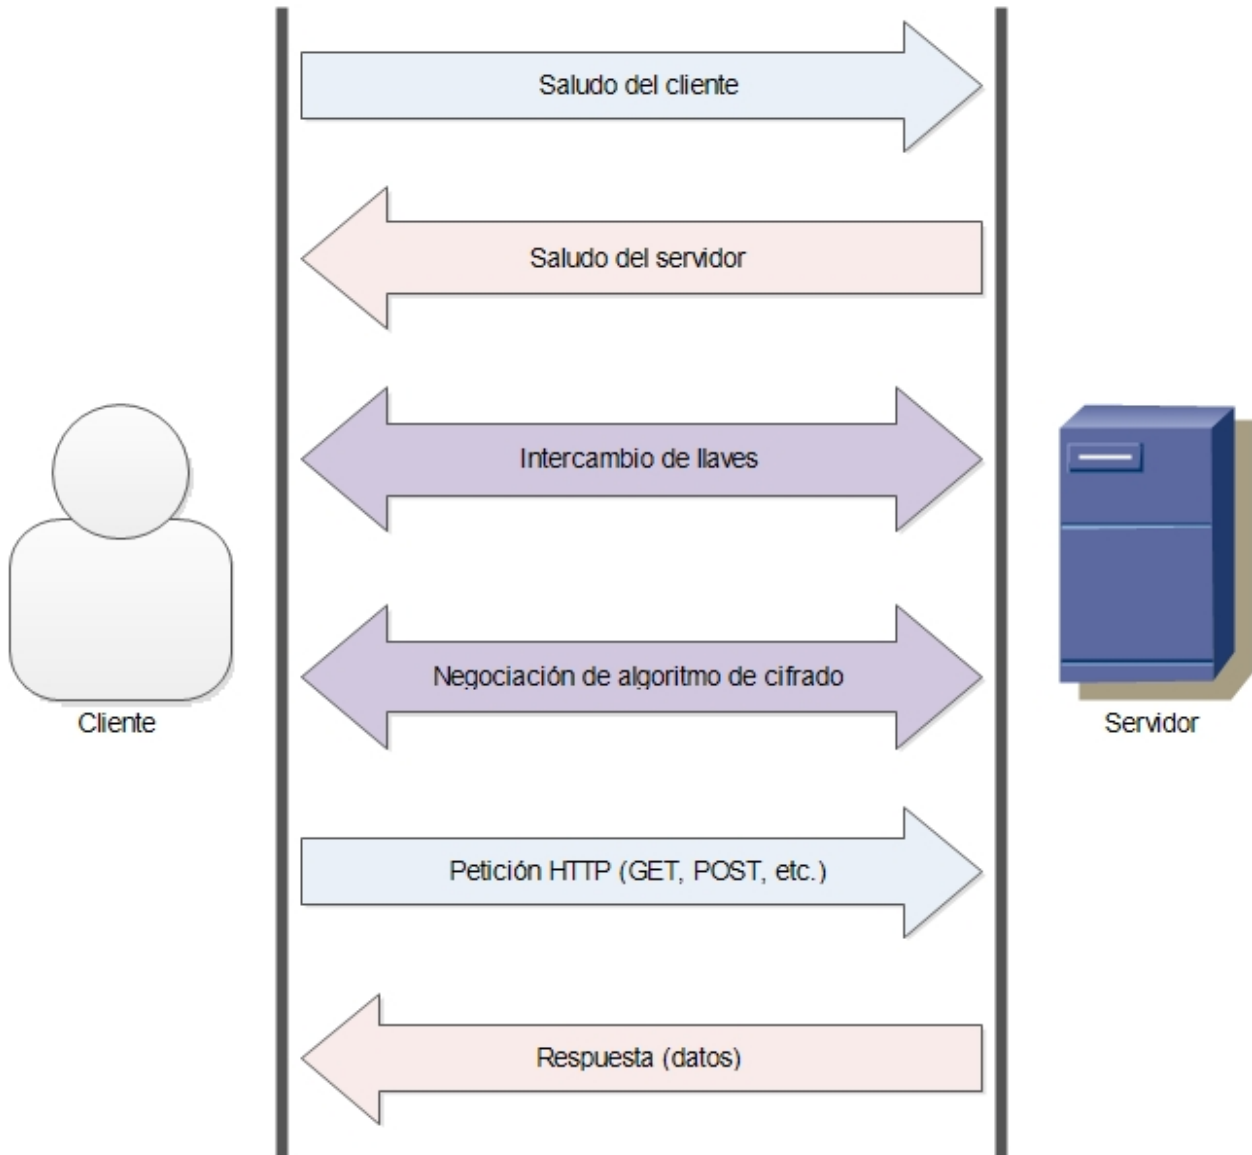 Saludo del cliente
Saludo del servidor
Intercambio de llaves
Negociación de algoritmo de cifrado
Cliente
Servidor
Petición HTTP (GET, POST, etc.)
Respuesta (datos)